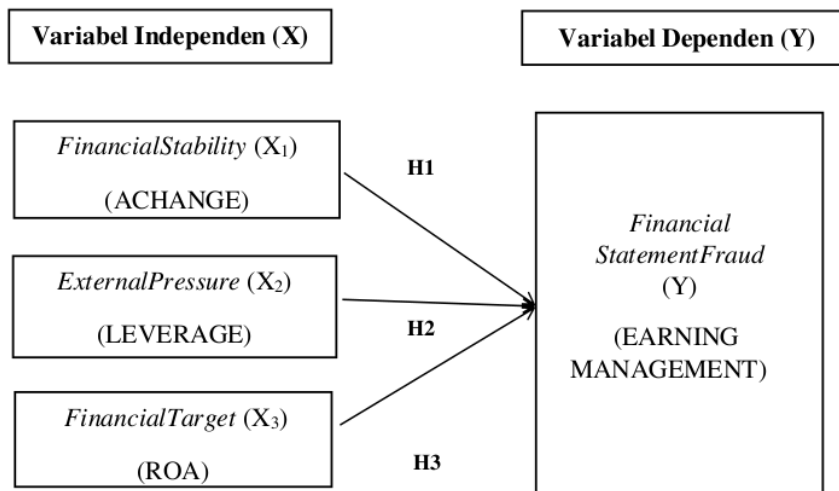 Variabel Independen (X)
Variabel Dependen (Y)
FinancialStability (X₁)
(ACHANGE)
H1
ExternalPressure (X₂)
(LEVERAGE)
H2
FinancialTarget (X₃)
(ROA)
H3
Financial
StatementFraud
(Y)
(EARNING
MANAGEMENT)